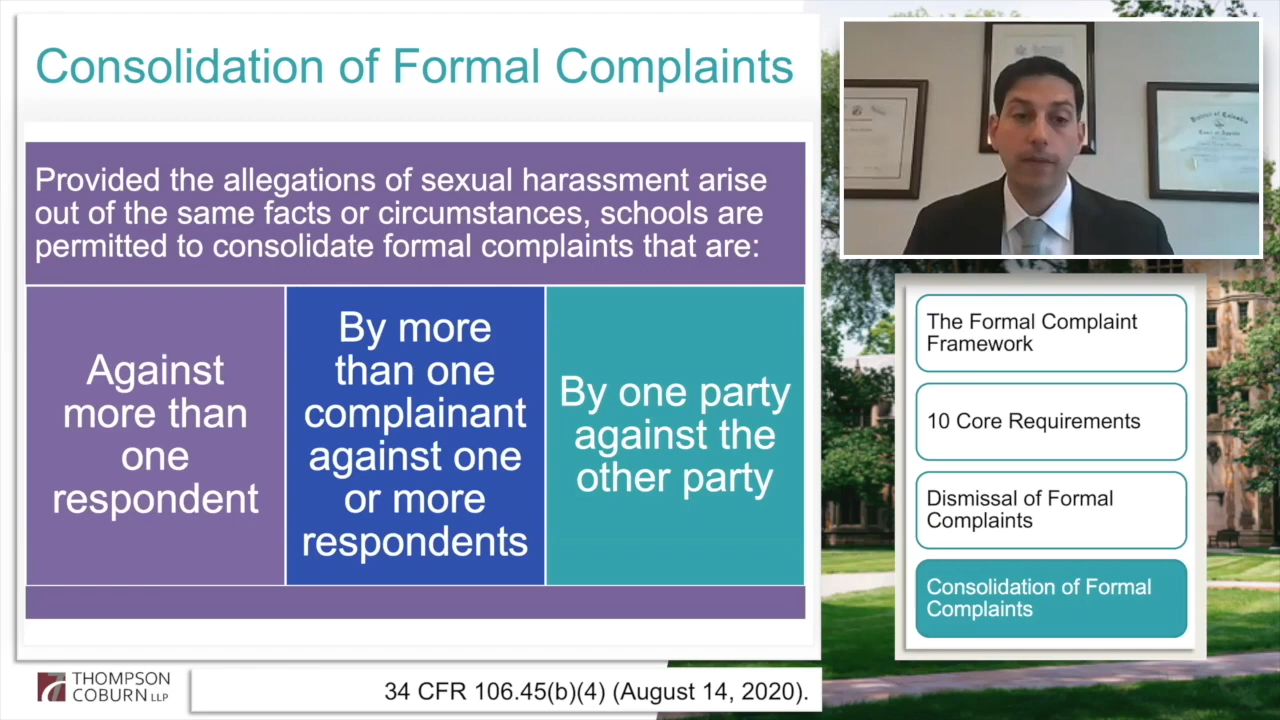 Consolidation of Formal Complaints
Provided the allegations of sexual harassment arise
out of the same facts or circumstances, schools are
permitted to consolidate formal complaints that are:
Against
more than
one
respondent
By more
than one
complainant
against one
or more
respondents
By one party
against the
other party
District of Columbia
The Formal Complaint
Framework
10 Core Requirements
Dismissal of Formal
Complaints
Consolidation of Formal
Complaints
THOMPSON
COBURN LLP
34 CFR 106.45(b)(4) (August 14, 2020).